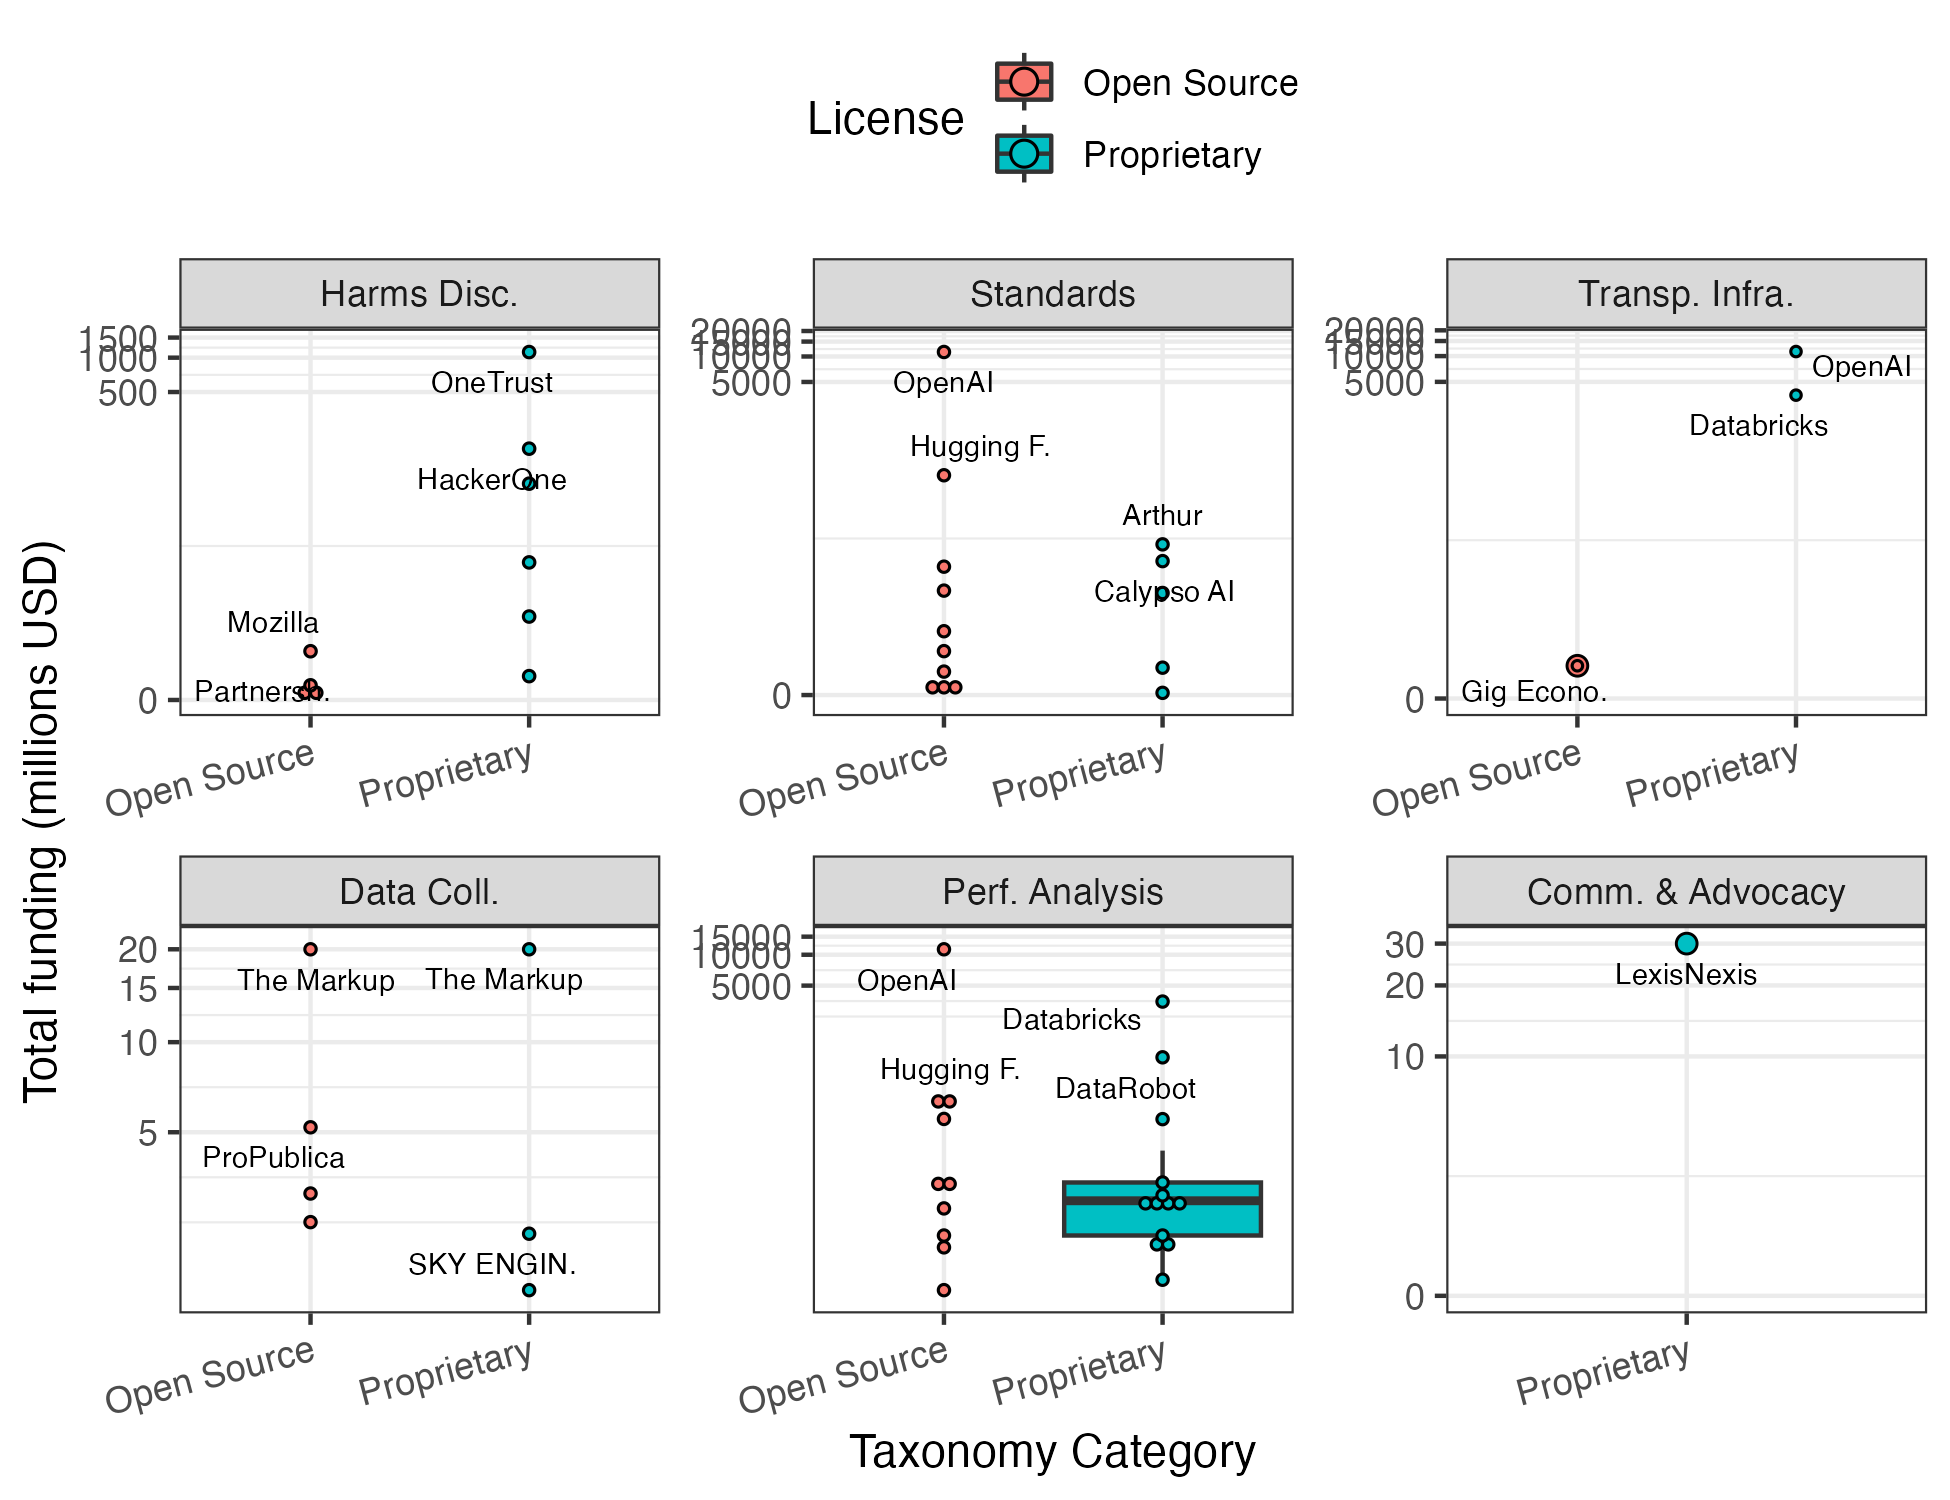 License
Open Source
Proprietary
Total funding (millions USD)
Harms Disc.
1500
1000
500
0
OneTrust
HackerOne
Mozilla
Open Source
Proprietary
Standards
20000
15000
10000
5000
0
OpenAI
Hugging F.
Arthur
Calypso AI
Open Source
Proprietary
Transp. Infra.
20000
15000
10000
5000
0
OpenAI
Databricks
Gig Econo.
Open Source
Proprietary
Data Coll.
20
15
10
5
The Markup
The Markup
ProPublica
SKY ENGIN.
Open Source
Proprietary
Perf. Analysis
15000
10000
5000
OpenAI
Databricks
Hugging F.
DataRobot
Open Source
Proprietary
Comm. & Advocacy
30
20
10
0
LexisNexis
Proprietary
Taxonomy Category